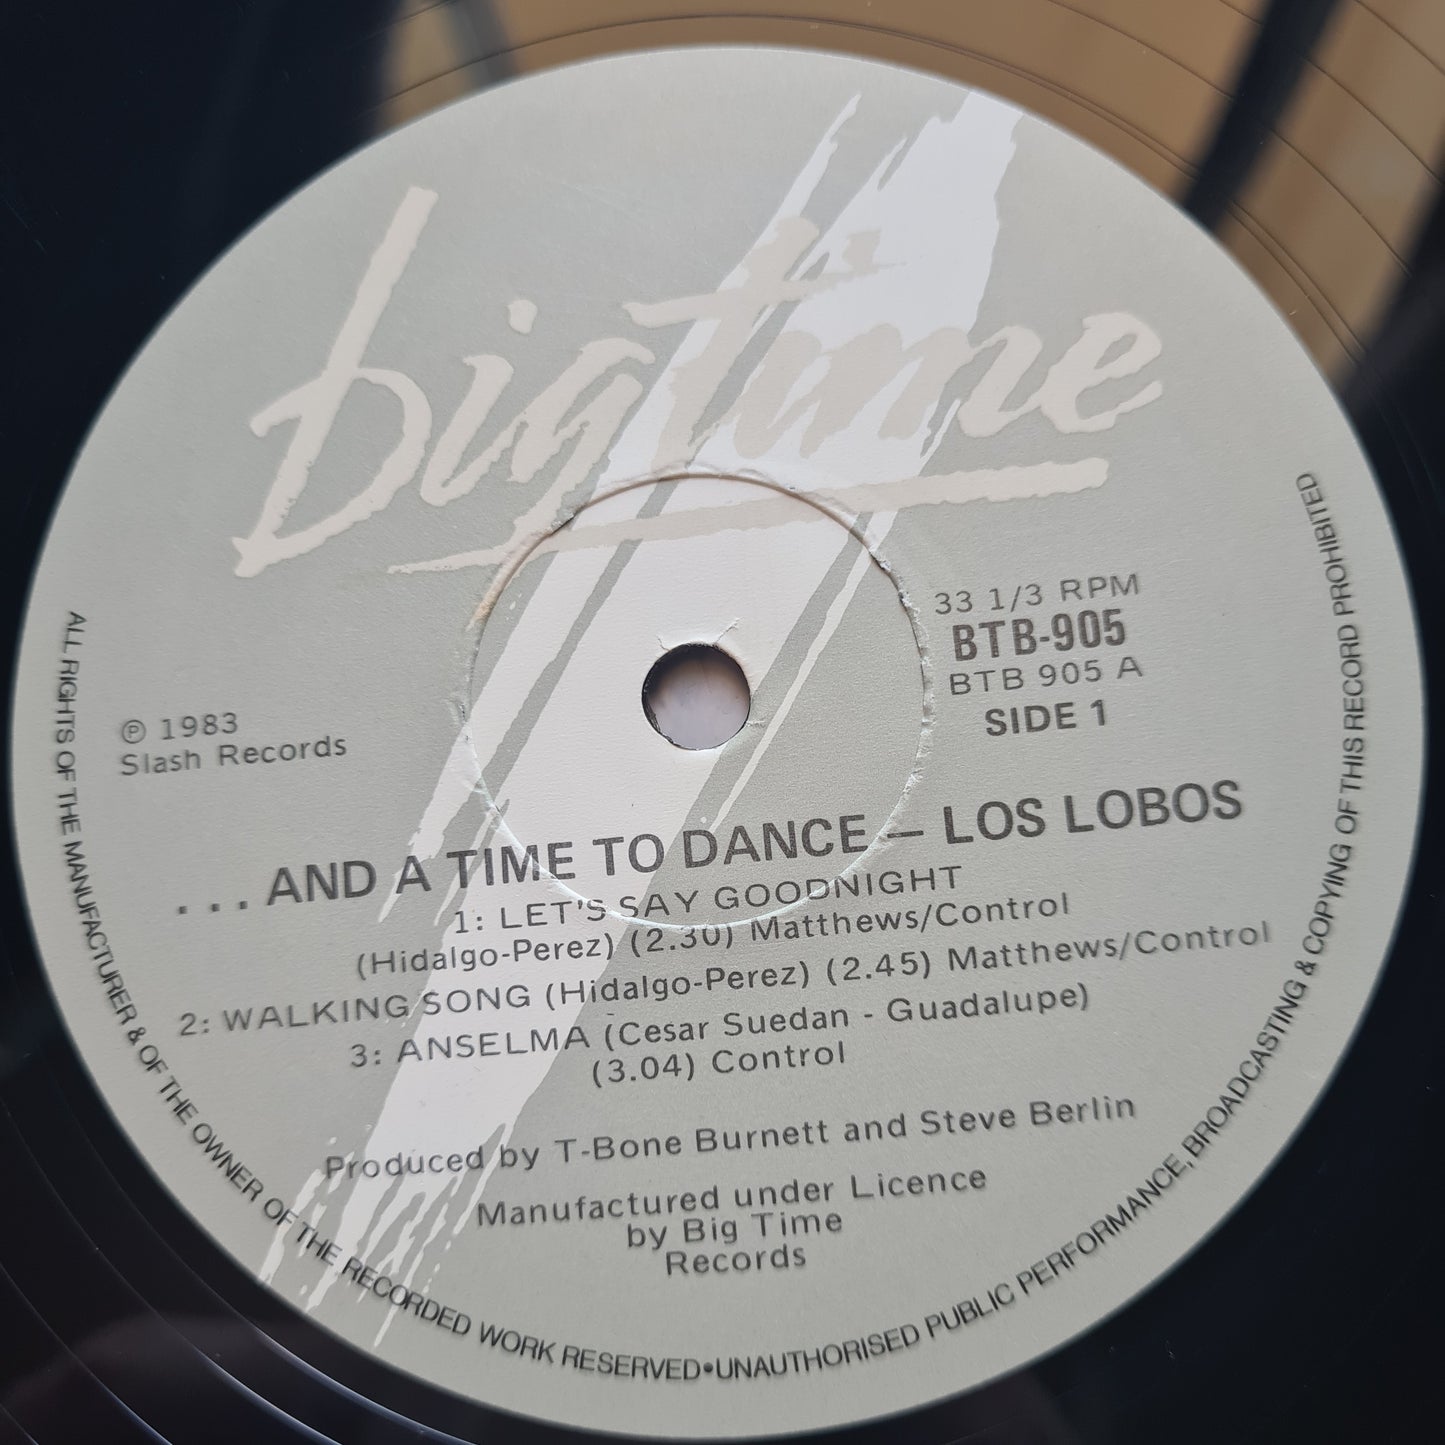 big time
33 1/3 RPM
BTB-905
BTB 905 A
SIDE 1
Ⓟ 1983
Slash Records
...AND A TIME TO DANCE – LOS LOBOS
1: LET'S SAY GOODNIGHT
(Hidalgo-Perez) (2.30) Matthews/Control
2: WALKING SONG (Hidalgo-Perez) (2.45) Matthews/Control
3: ANSELMA (Cesar Suedan - Guadalupe)
(3.04) Control
Produced by T-Bone Burnett and Steve Berlin
Manufactured under Licence
by Big Time
Records
ALL RIGHTS OF THE MANUFACTURER & OF THE OWNER OF THE RECORDED WORK RESERVED•UNAUTHORISED PUBLIC PERFORMANCE, BROADCASTING & COPYING OF THIS RECORD PROHIBITED